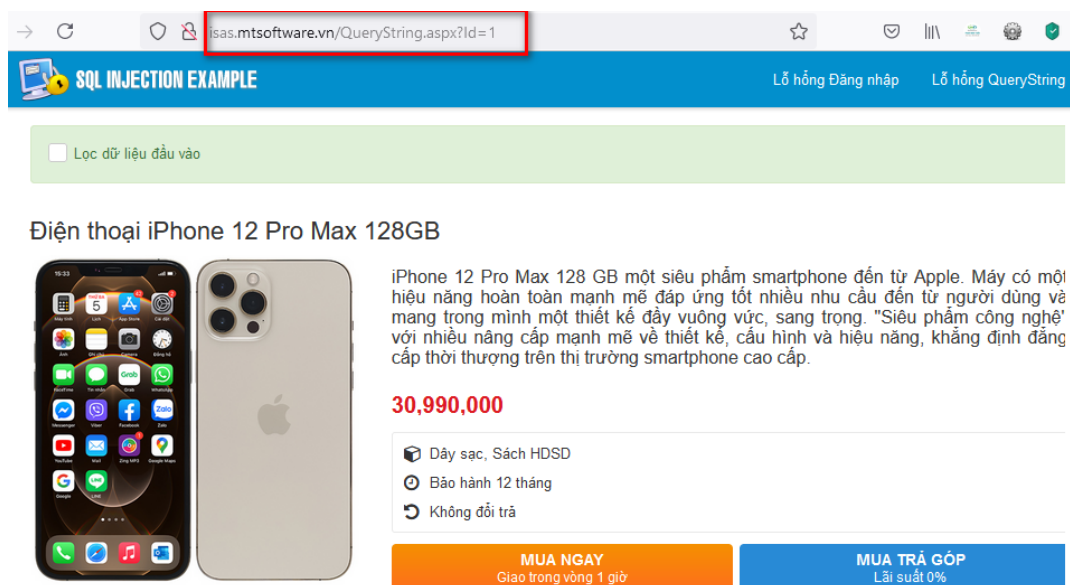 isas.mtsoftware.vn/QueryString.aspx?Id=1
SQL INJECTION EXAMPLE
Lỗ hổng Đăng nhập
Lỗ hổng QueryString
Lọc dữ liệu đầu vào
Điện thoại iPhone 12 Pro Max 128GB
iPhone 12 Pro Max 128 GB một siêu phẩm smartphone đến từ Apple. Máy có một
hiệu năng hoàn toàn mạnh mẽ đáp ứng tốt nhiều nhu cầu đến từ người dùng và
mang trong mình một thiết kế đầy vuông vức, sang trọng. "Siêu phẩm công nghệ"
với nhiều nâng cấp mạnh mẽ về thiết kế, cấu hình và hiệu năng, khẳng định đẳng
cấp thời thượng trên thị trường smartphone cao cấp.
30,990,000
Dây sạc, Sách HDSD
Bảo hành 12 tháng
Không đổi trả
MUA NGAY
Giao trong vòng 1 giờ
MUA TRẢ GÓP
Lãi suất 0%
15:33
5
Grab
Zalo